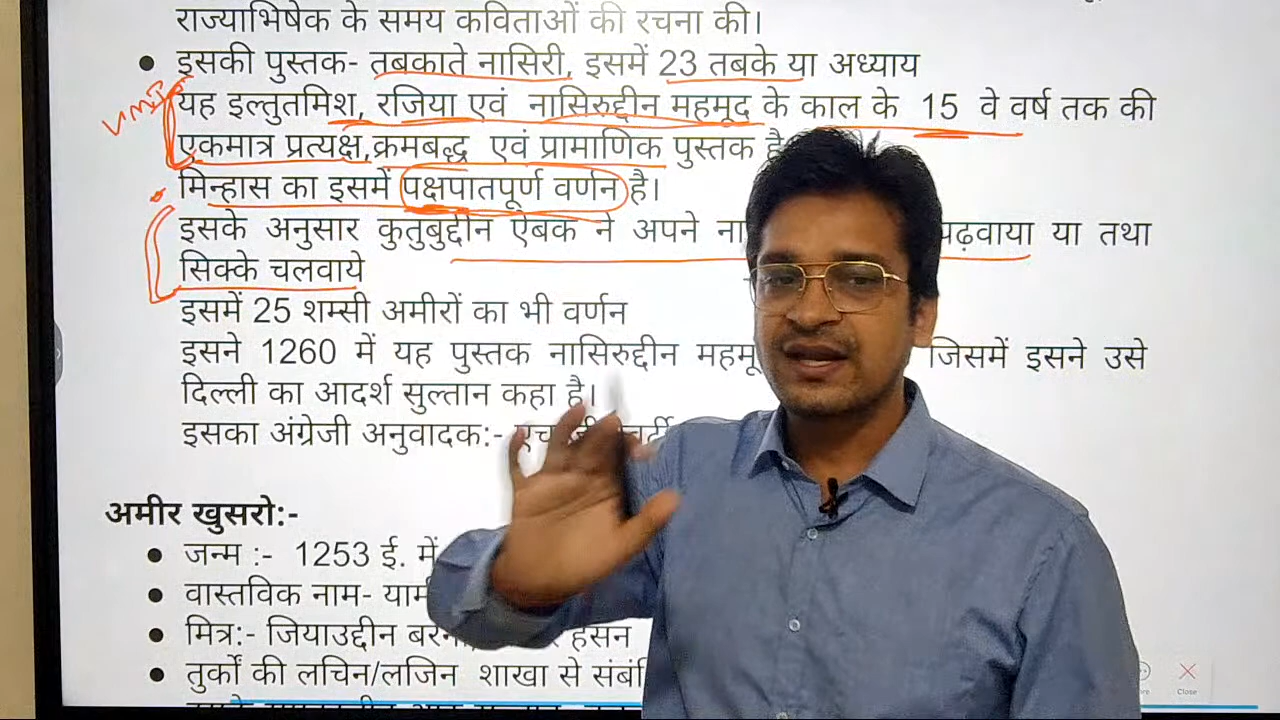 राज्याभिषेक के समय कविताओं की रचना की।
• इसकी पुस्तक- तबकाते नासिरी, इसमें 23 तबके या अध्याय
यह इल्तुतमिश, रजिया एवं नासिरुद्दीन महमूद के काल के 15 वे वर्ष तक की
एकमात्र प्रत्यक्ष,क्रमबद्ध एवं प्रामाणिक पुस्तक है
मिन्हास का इसमें पक्षपातपूर्ण वर्णन है।
इसके अनुसार कुतुबुद्दीन ऐबक ने अपने या तथा
सिक्के चलवाये
इसमें 25 शम्सी अमीरों का भी वर्णन
इसने 1260 में यह पुस्तक नासिरुद्दीन जिसमें इसने उसे
दिल्ली का आदर्श सुल्तान कहा है।
इसका अंग्रेजी अनुवादक:-
अमीर खुसरो:-
• जन्म :- 1253 ई. में
• वास्तविक नाम-
• मित्र:- जियाउद्दीन हसन
• तुर्कों की लचिन/लजिन शाखा से
Close